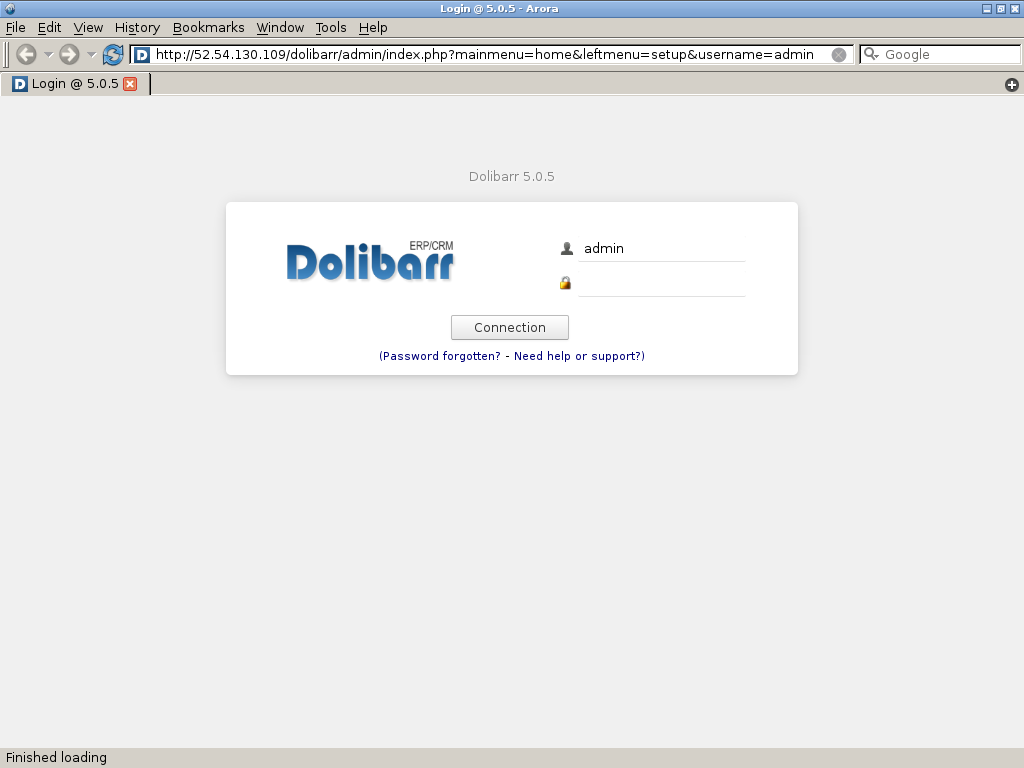 Login @ 5.0.5 - Arora
File Edit View History Bookmarks Window Tools Help
http://52.54.130.109/dolibarr/admin/index.php?mainmenu=home&leftmenu=setup&username=admin
Google
Login @ 5.0.5
Dolibarr 5.0.5
ERP/CRM
Dolibarr
admin
Connection
(Password forgotten? - Need help or support?)
Finished loading